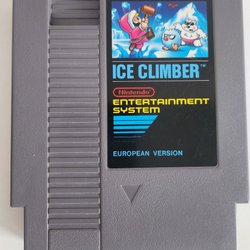 ICE CLIMBER™
Nintendo
ENTERTAINMENT
SYSTEM
EUROPEAN VERSION